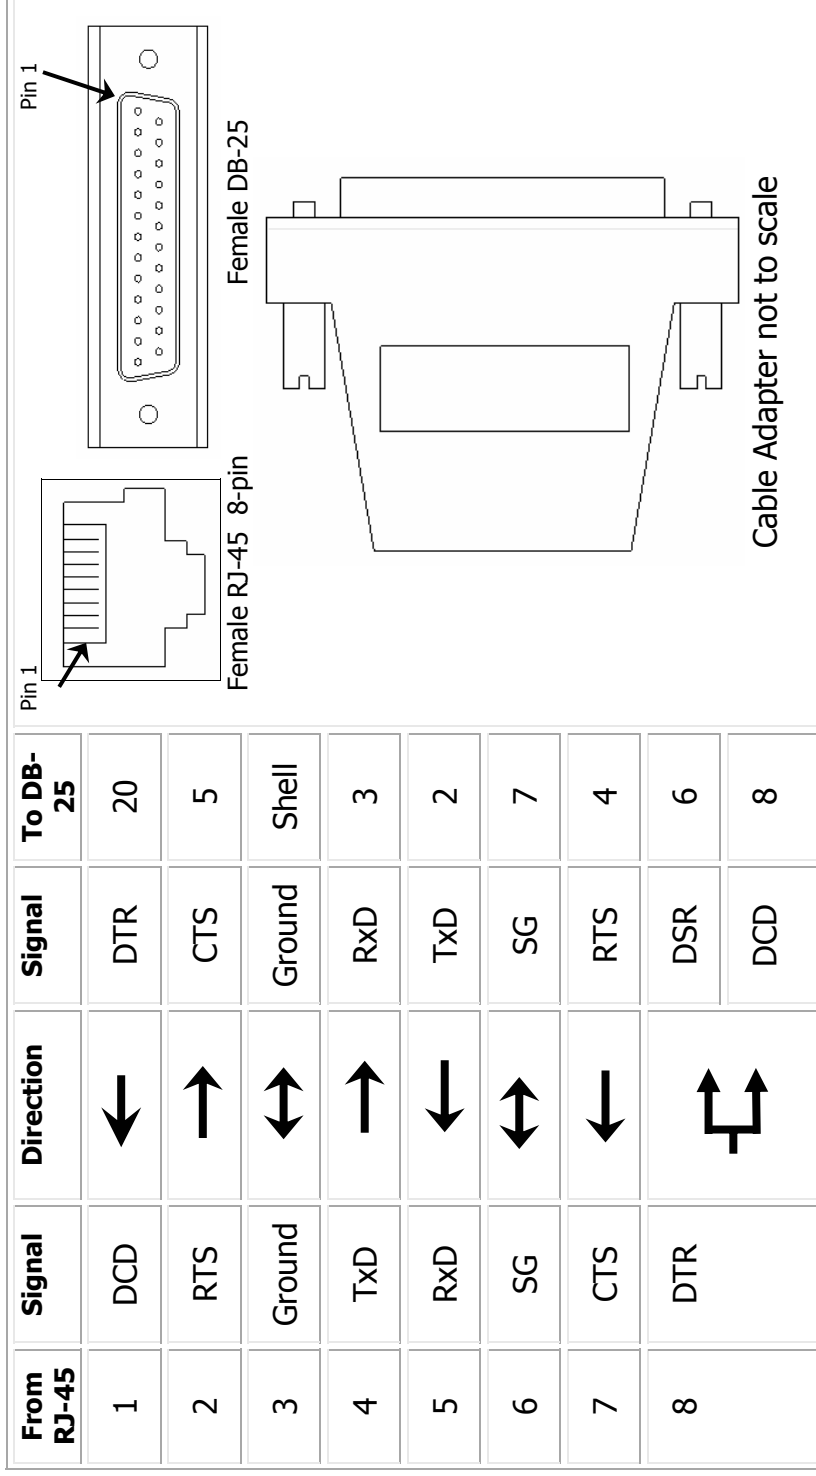 From RJ-45 Signal Direction Signal To DB-25
1 DCD DTR 20
2 RTS CTS 5
3 Ground Ground Shell
4 TxD RxD 3
5 RxD TxD 2
6 SG SG 7
7 CTS RTS 4
8 DTR DSR 6
DCD 8
Pin 1
Pin 1
Female RJ-45 8-pin
Female DB-25
Cable Adapter not to scale